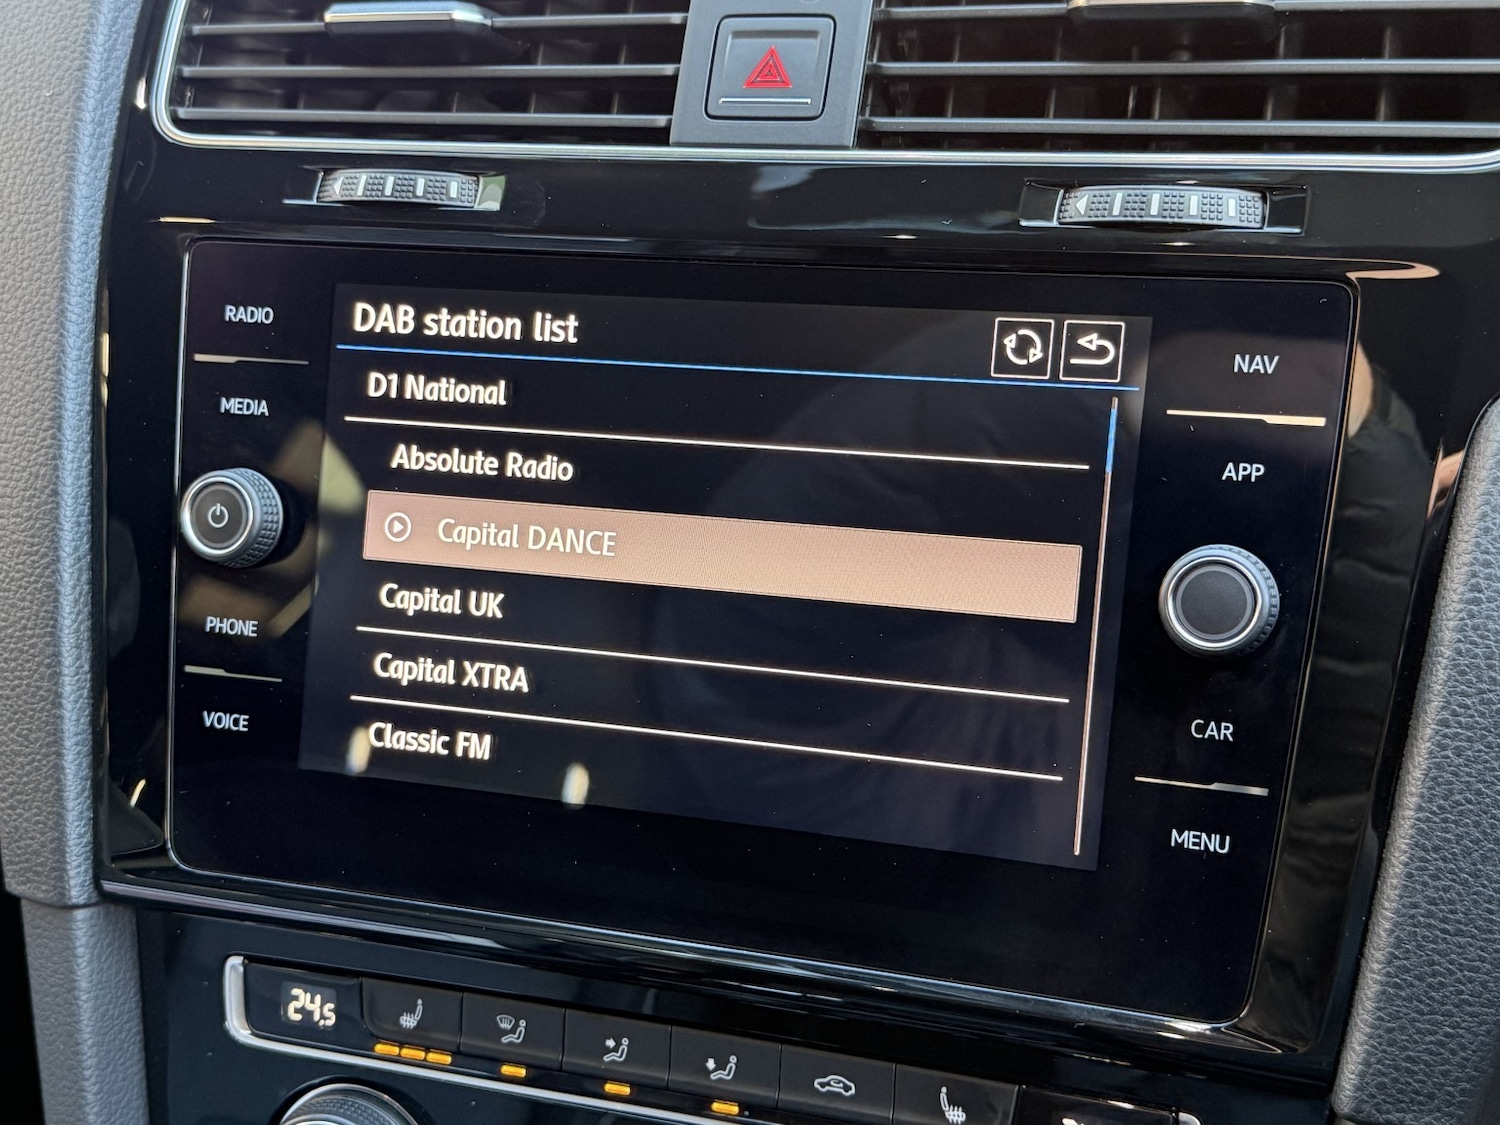 RADIO
MEDIA
PHONE
VOICE
DAB station list
D1 National
Absolute Radio
Capital DANCE
Capital UK
Capital XTRA
Classic FM
NAV
APP
CAR
MENU
24,5